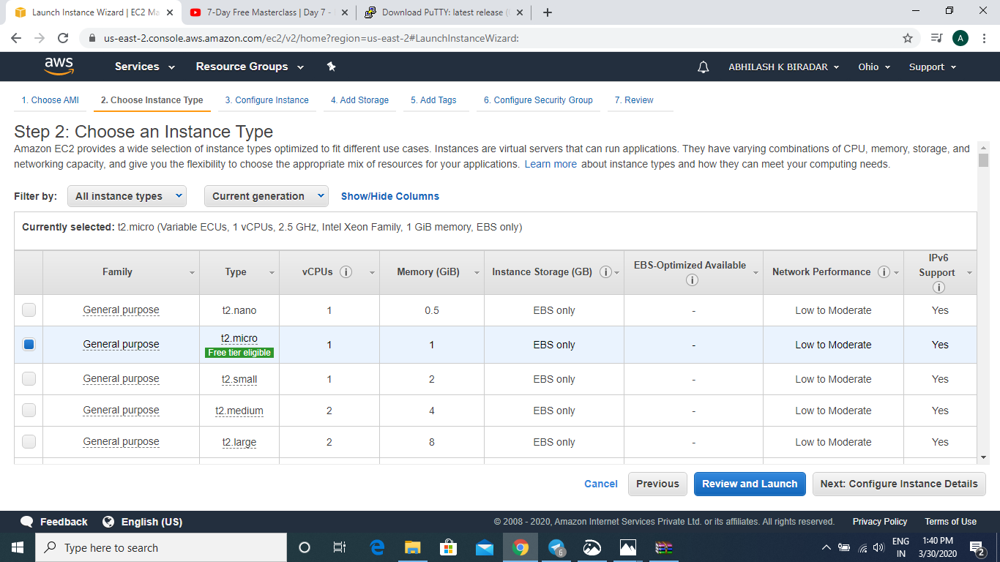 Launch Instance Wizard | EC2 Ma
7-Day Free Masterclass | Day 7 -
Download PuTTY: latest release (
us-east-2.console.aws.amazon.com/ec2/v2/home?region=us-east-2#LaunchInstanceWizard:
A
aws
Services
Resource Groups
ABHILASH K BIRADAR
Ohio
Support
1. Choose AMI
2. Choose Instance Type
3. Configure Instance
4. Add Storage
5. Add Tags
6. Configure Security Group
7. Review
Step 2: Choose an Instance Type
Amazon EC2 provides a wide selection of instance types optimized to fit different use cases. Instances are virtual servers that can run applications. They have varying combinations of CPU, memory, storage, and
networking capacity, and give you the flexibility to choose the appropriate mix of resources for your applications. Learn more about instance types and how they can meet your computing needs.
Filter by: All instance types Current generation Show/Hide Columns
Currently selected: t2.micro (Variable ECUs, 1 vCPUs, 2.5 GHz, Intel Xeon Family, 1 GiB memory, EBS only)
Family
Type
vCPUs
Memory (GiB)
Instance Storage (GB)
EBS-Optimized Available
Network Performance
IPv6
Support
General purpose t2.nano 1 0.5 EBS only - Low to Moderate Yes
General purpose t2.micro 1 1 EBS only - Low to Moderate Yes
Free tier eligible
General purpose t2.small 1 2 EBS only - Low to Moderate Yes
General purpose t2.medium 2 4 EBS only - Low to Moderate Yes
General purpose t2.large 2 8 EBS only - Low to Moderate Yes
Cancel
Previous
Review and Launch
Next: Configure Instance Details
Feedback
English (US)
© 2008 - 2020, Amazon Internet Services Private Ltd. or its affiliates. All rights reserved.
Privacy Policy
Terms of Use
Type here to search
6
ENG
IN
1:40 PM
3/30/2020
2